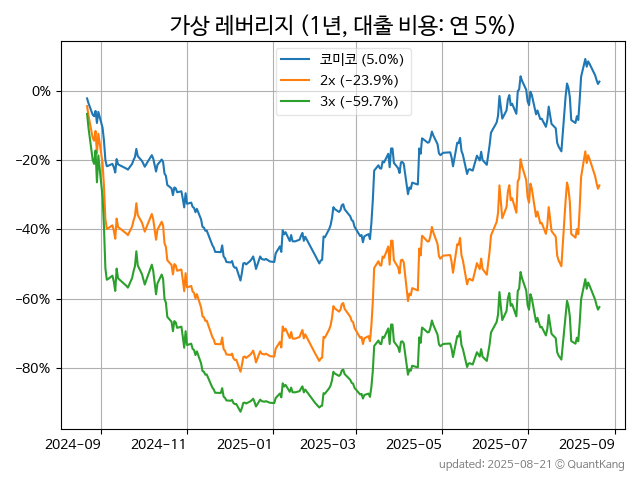 가상 레버리지 (1년, 대출 비용: 연 5%)
코미코 (5.0%)
2x (−23.9%)
3x (−59.7%)
0%
−20%
−40%
−60%
−80%
2024-09
2024-11
2025-01
2025-03
2025-05
2025-07
2025-09
updated: 2025-08-21 © QuantKang